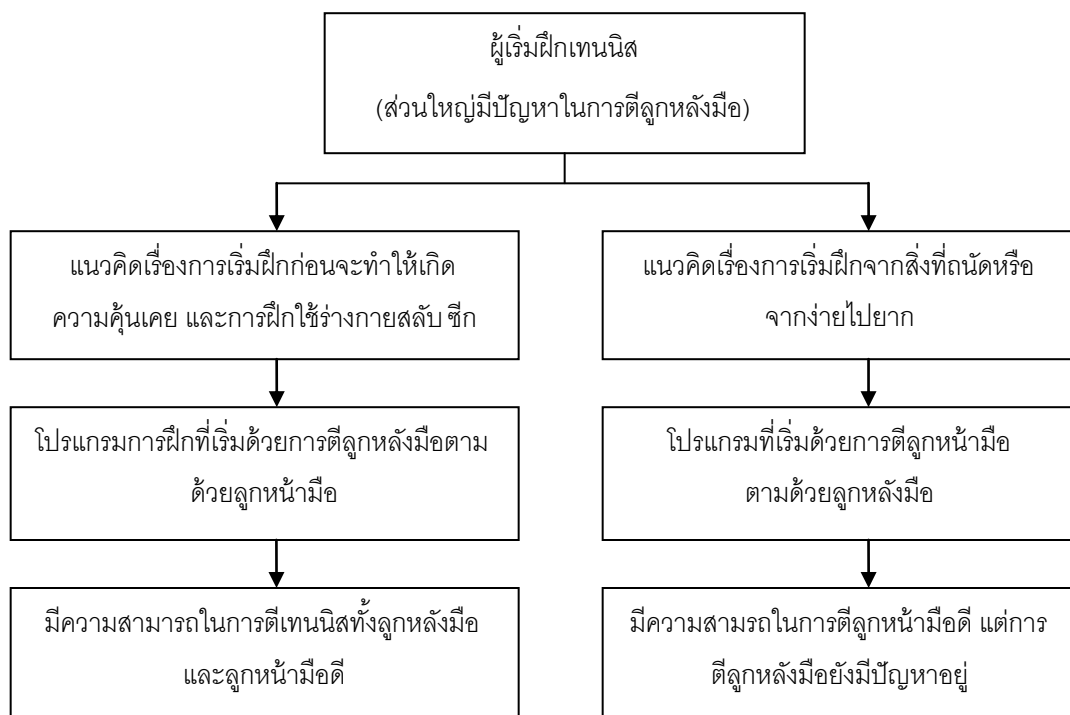 ผู้เริ่มฝึกเทนนิส
(ส่วนใหญ่มีปัญหาในการตีลูกหลังมือ)
แนวคิดเรื่องการเริ่มฝึกก่อนจะทำให้เกิด
ความคุ้นเคย และการฝึกใช้ร่างกายสลับ ซีก
โปรแกรมการฝึกที่เริ่มด้วยการตีลูกหลังมือตาม
ด้วยลูกหน้ามือ
มีความสามารถในการตีเทนนิสทั้งลูกหลังมือ
และลูกหน้ามือดี
แนวคิดเรื่องการเริ่มฝึกจากสิ่งที่ถนัดหรือ
จากง่ายไปยาก
โปรแกรมที่เริ่มด้วยการตีลูกหน้ามือ
ตามด้วยลูกหลังมือ
มีความสามรถในการตีลูกหน้ามือดี แต่การ
ตีลูกหลังมือยังมีปัญหาอยู่